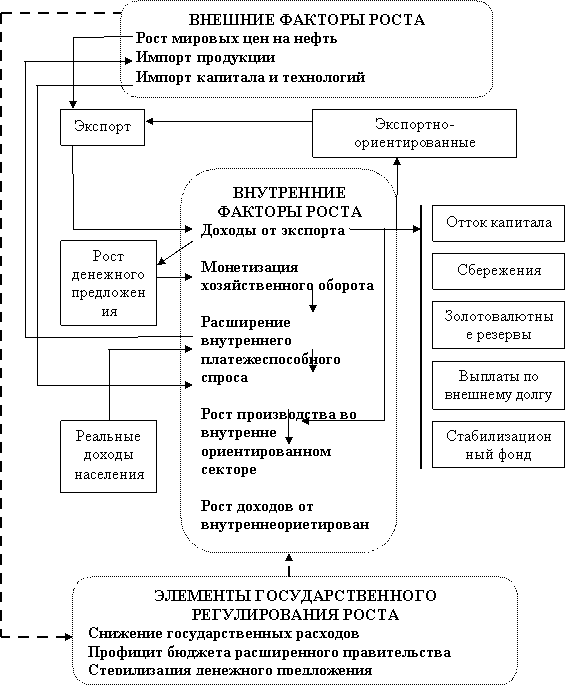 ВНЕШНИЕ ФАКТОРЫ РОСТА
Рост мировых цен на нефть
Импорт продукции
Импорт капитала и технологий
Экспорт
Экспортно-
ориентированные
ВНУТРЕННИЕ
ФАКТОРЫ РОСТА
Доходы от экспорта
Монетизация
хозяйственного оборота
Расширение
внутреннего
платежеспособного
спроса
Рост производства во
внутренне
ориентированном
секторе
Рост доходов от
внутреннеориетирован
Рост
денежного
предложен
ия
Реальные
доходы
населения
Отток капитала
Сбережения
Золотовалютны
е резервы
Выплаты по
внешнему долгу
Стабилизацион
ный фонд
ЭЛЕМЕНТЫ ГОСУДАРСТВЕННОГО
РЕГУЛИРОВАНИЯ РОСТА
Снижение государственных расходов
Профицит бюджета расширенного правительства
Стерилизация денежного предложения